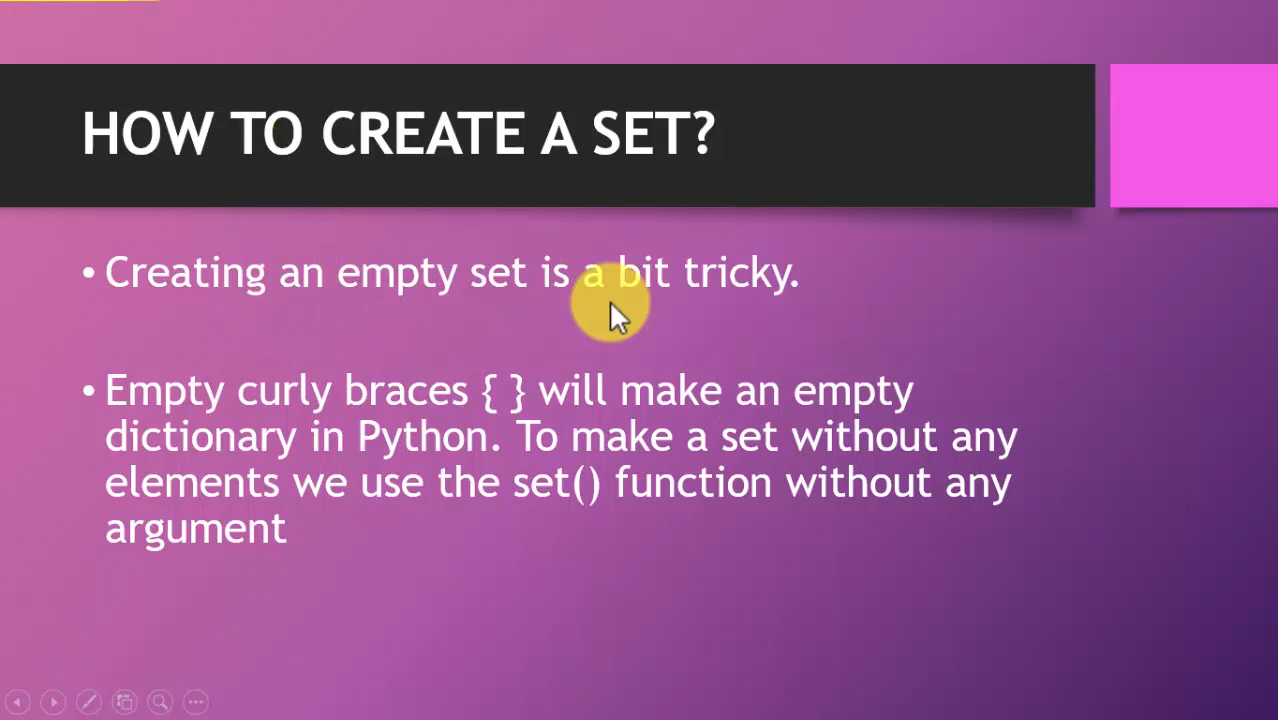 HOW TO CREATE A SET?
• Creating an empty set is a bit tricky.
• Empty curly braces { } will make an empty
dictionary in Python. To make a set without any
elements we use the set() function without any
argument